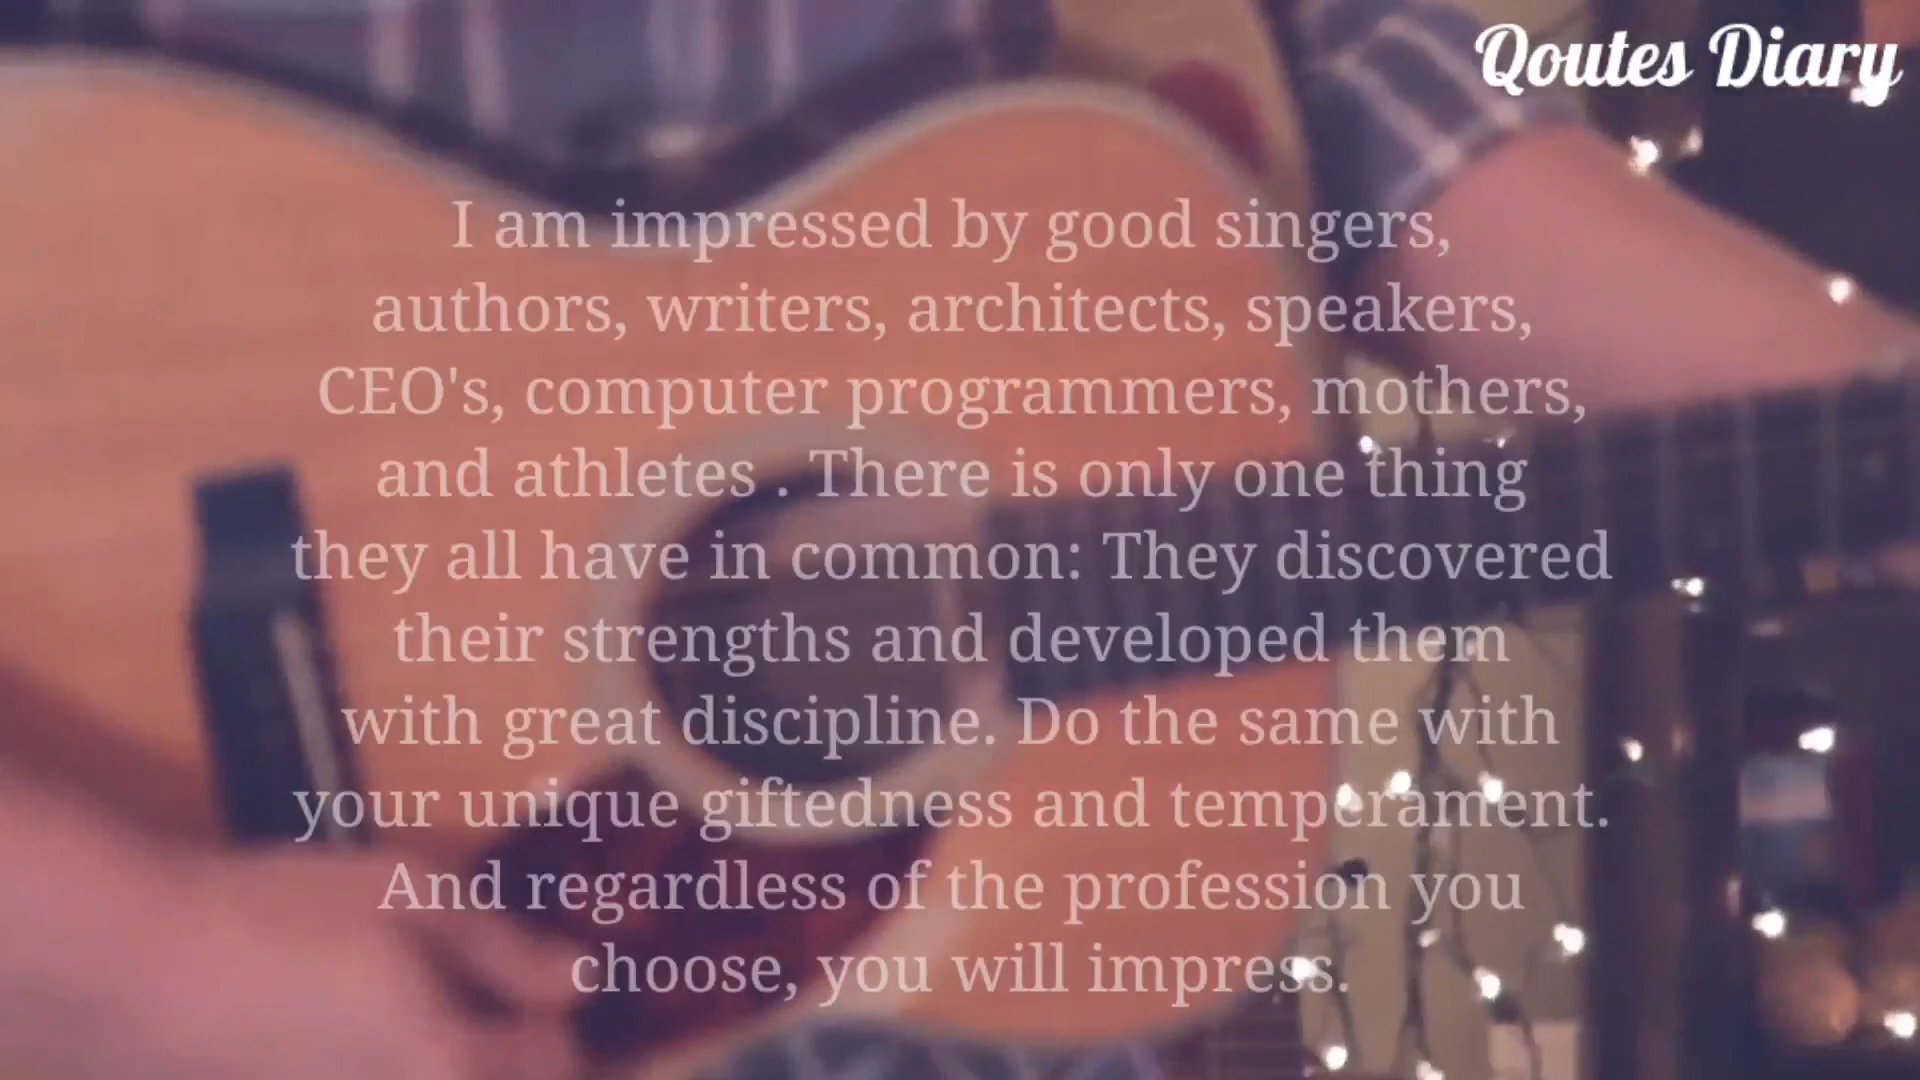 Qoutes Diary
I am impressed by good singers,
authors, writers, architects, speakers,
CEO's, computer programmers, mothers,
and athletes . There is only one thing
they all have in common: They discovered
their strengths and developed them
with great discipline. Do the same with
your unique giftedness and temperament.
And regardless of the profession you
choose, you will impress.